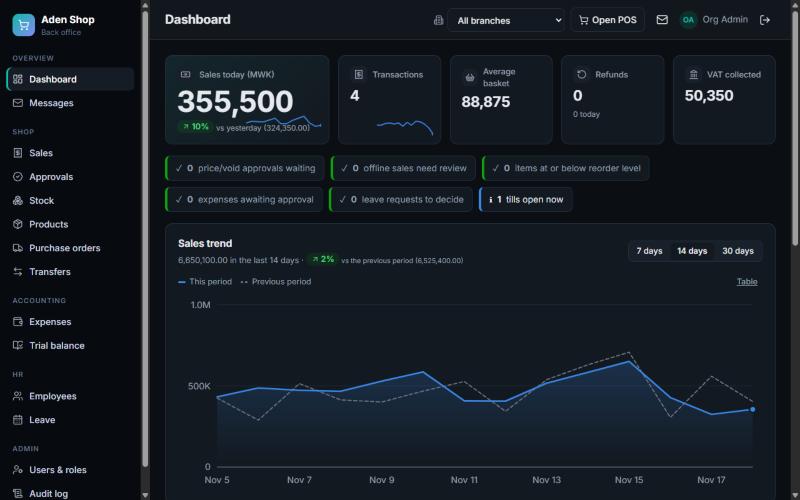 Aden Shop
Back office
OVERVIEW
Dashboard
Messages
SHOP
Sales
Approvals
Stock
Products
Purchase orders
Transfers
ACCOUNTING
Expenses
Trial balance
HR
Employees
Leave
ADMIN
Users & roles
Audit log
Dashboard
All branches
Open POS
OA
Org Admin
Sales today (MWK)
355,500
↗ 10% vs yesterday (324,350.00)
Transactions
4
Average
basket
88,875
Refunds
0
0 today
VAT collected
50,350
✓ 0 price/void approvals waiting
✓ 0 offline sales need review
✓ 0 items at or below reorder level
✓ 0 expenses awaiting approval
✓ 0 leave requests to decide
ℹ 1 tills open now
Sales trend
6,650,100.00 in the last 14 days · ↗ 2% vs the previous period (6,525,400.00)
7 days
14 days
30 days
This period
Previous period
Table
1.0M
500K
0
Nov 5 Nov 7 Nov 9 Nov 11 Nov 13 Nov 15 Nov 17